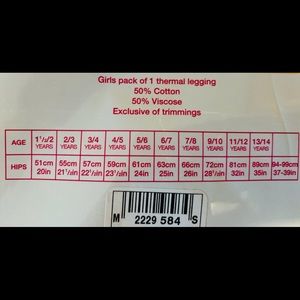 Girls pack of 1 thermal legging
50% Cotton
50% Viscose
Exclusive of trimmings
AGE 1½/2 YEARS 2/3 YEARS 3/4 YEARS 4/5 YEARS 5/6 YEARS 6/7 YEARS 7/8 YEARS 9/10 YEARS 11/12 YEARS 13/14 YEARS
HIPS 51cm 20in 55cm 21½in 57cm 22½in 59cm 23½in 61cm 24in 63cm 25in 66cm 26in 72cm 28½in 81cm 32in 89cm 35in 94-99cm 37-39in
M 2229 584 S